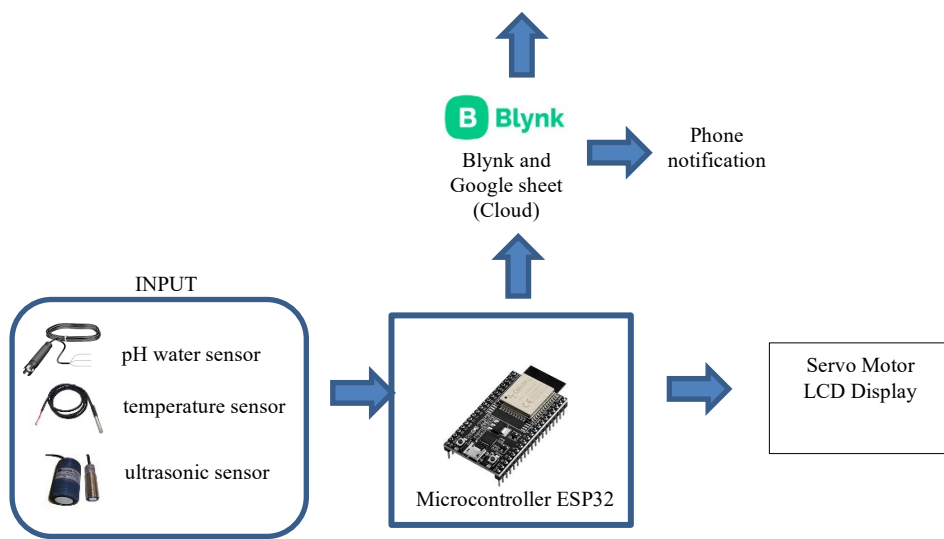 B Blynk
Blynk and
Google sheet
(Cloud)
Phone
notification
INPUT
pH water sensor
temperature sensor
ultrasonic sensor
Microcontroller ESP32
Servo Motor
LCD Display